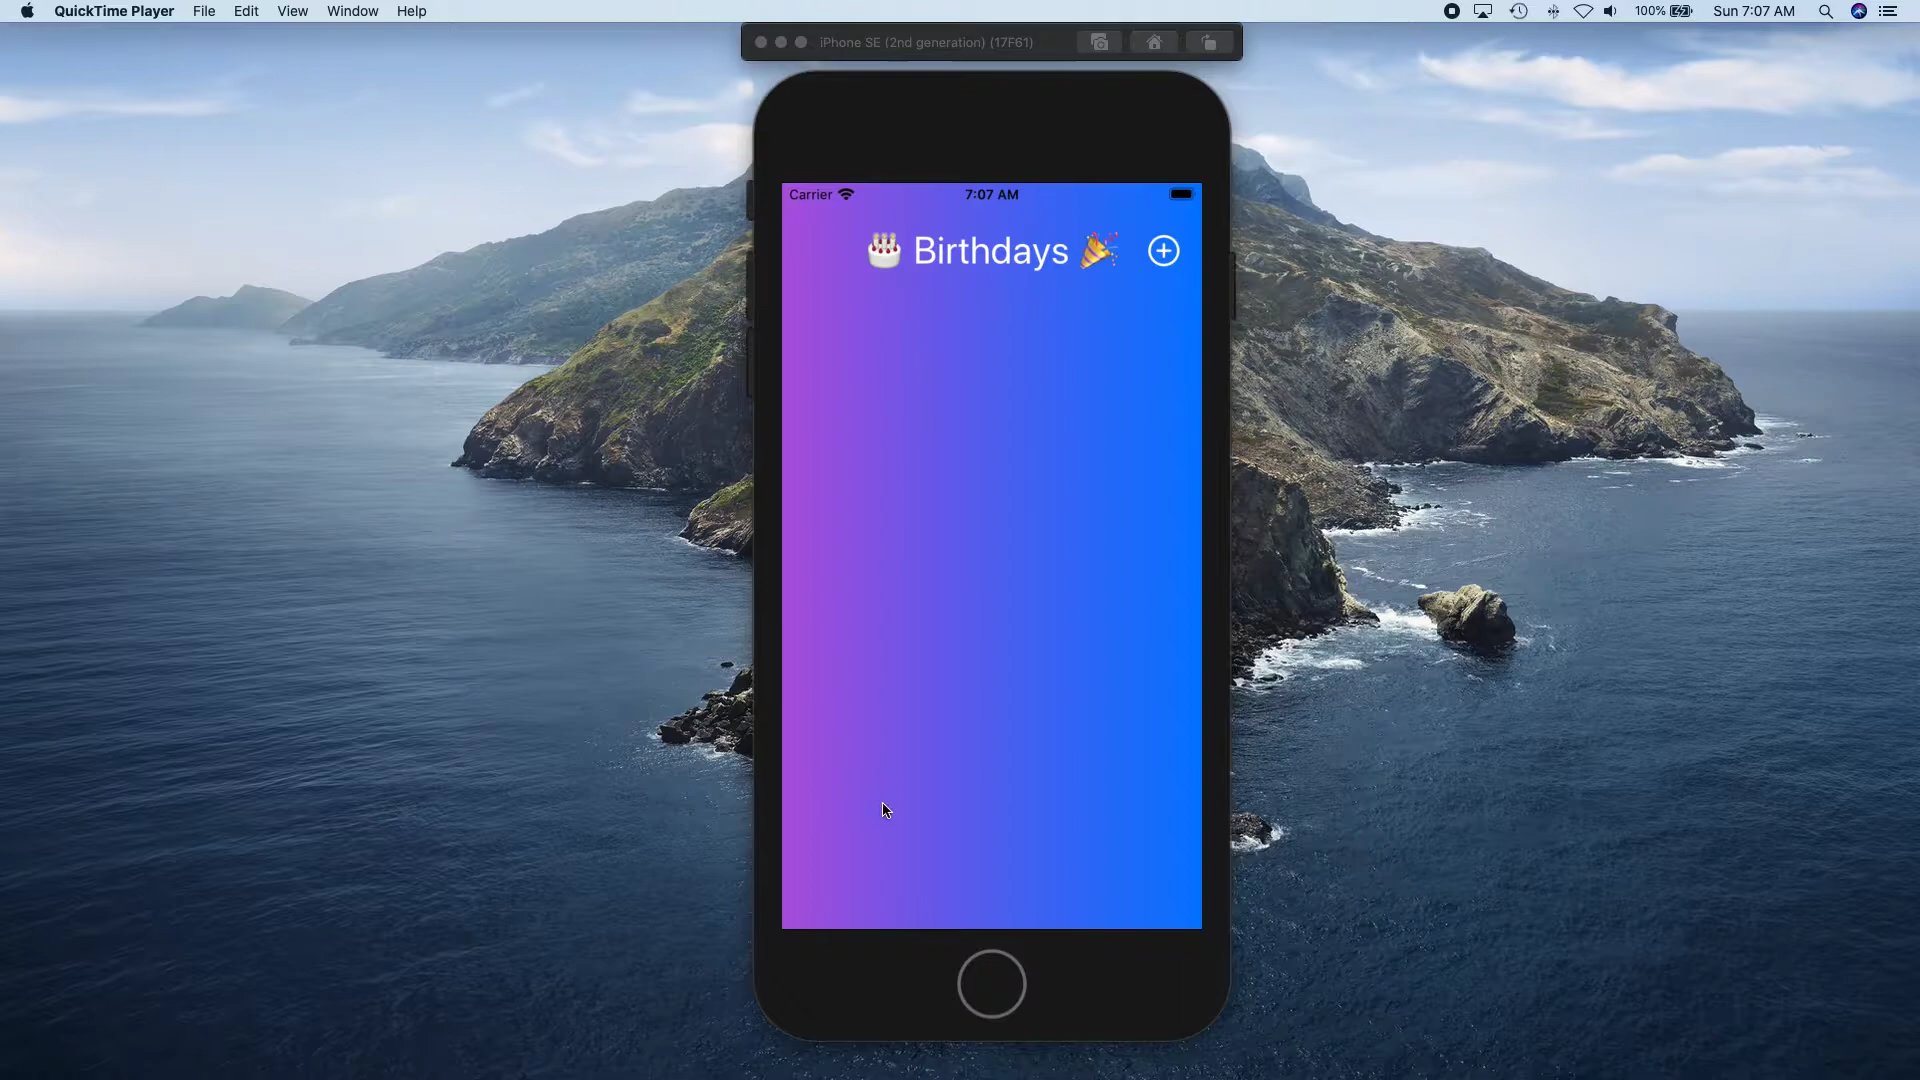 QuickTime Player File Edit View Window Help 100% Sun 7:07 AM
iPhone SE (2nd generation) (17F61)
Carrier 7:07 AM
🎂 Birthdays 🎉